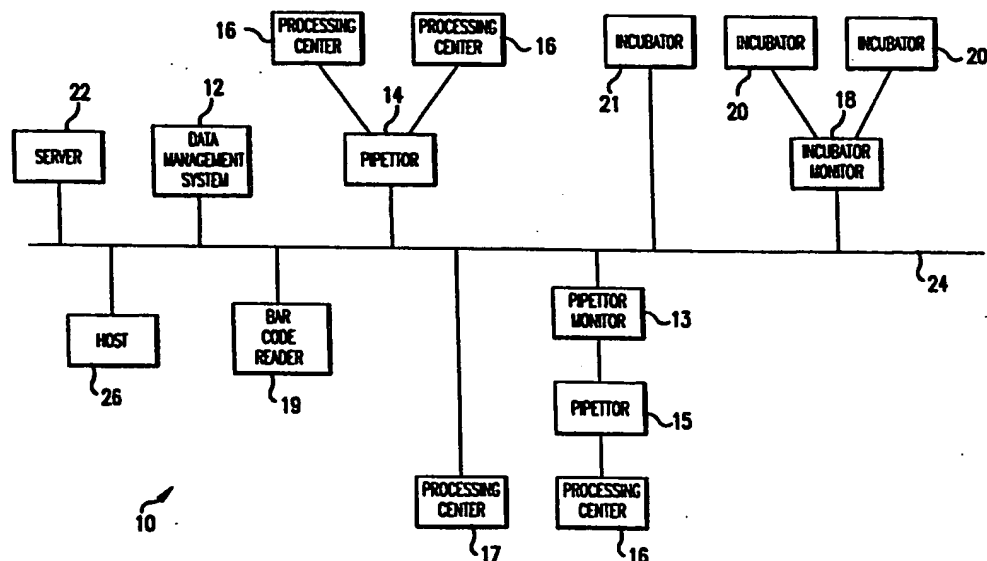 16
PROCESSING
CENTER
PROCESSING
CENTER
16
INCUBATOR
21
INCUBATOR
20
INCUBATOR
20
18
INCUBATOR
MONITOR
22
SERVER
12
DATA
MANAGEMENT
SYSTEM
14
PIPETTOR
24
HOST
26
BAR
CODE
READER
19
PIPETTOR
MONITOR
13
PIPETTOR
15
PROCESSING
CENTER
17
PROCESSING
CENTER
16
10